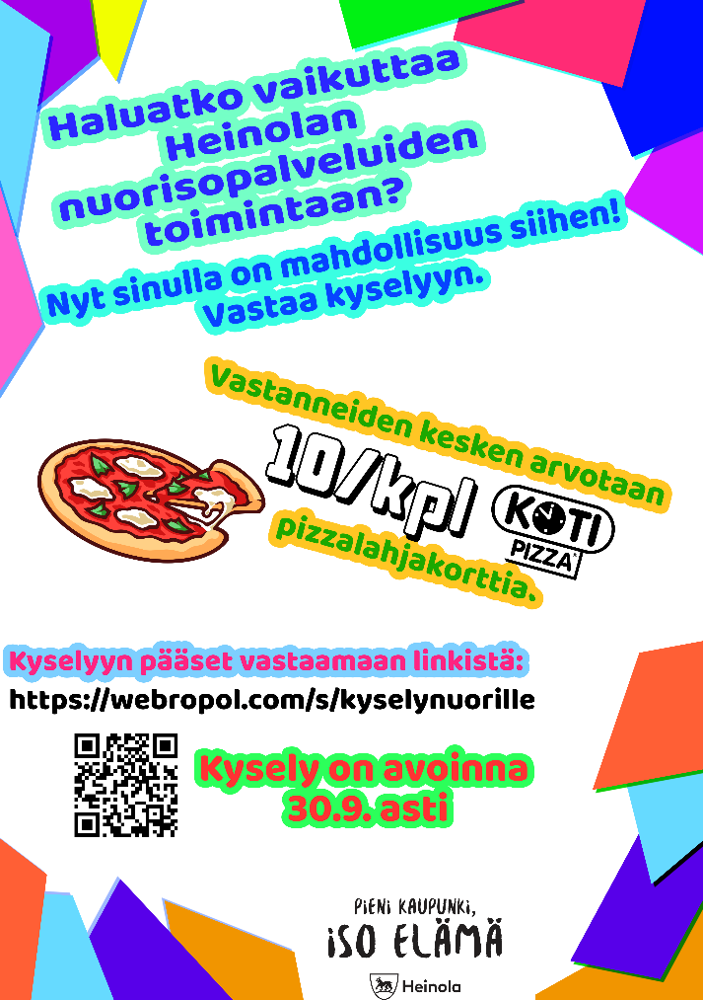 Haluatko vaikuttaa
Heinolan
nuorisopalveluiden
toimintaan?
Nyt sinulla on mahdollisuus siihen!
Vastaa kyselyyn.
Vastanneiden kesken arvotaan
10/kpl
KOTI
PIZZA
pizzalahjakorttia.
Kyselyyn pääset vastaamaan linkistä:
https://webropol.com/s/kyselynuorille
Kysely on avoinna
30.9. asti
PIENI KAUPUNKI,
ISO ELÄMÄ
Heinola